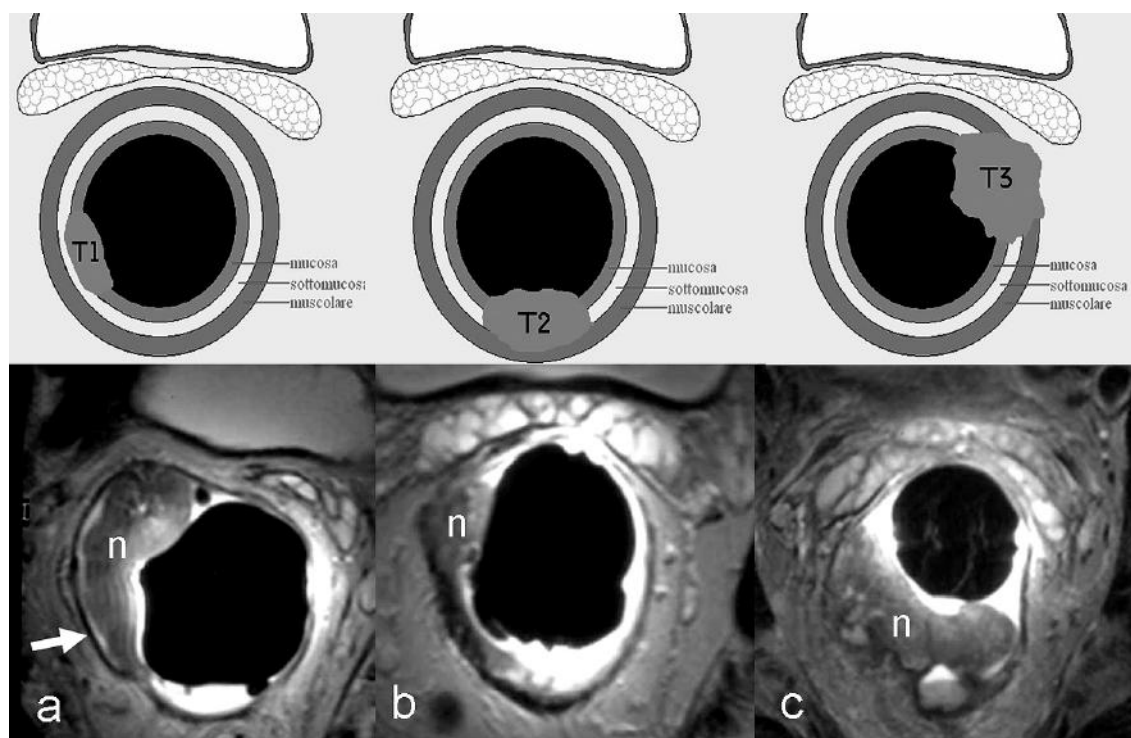 T1
mucosa
sottomucosa
muscolare
T2
mucosa
sottomucosa
muscolare
T3
mucosa
sottomucosa
muscolare
n
a
n
b
n
c